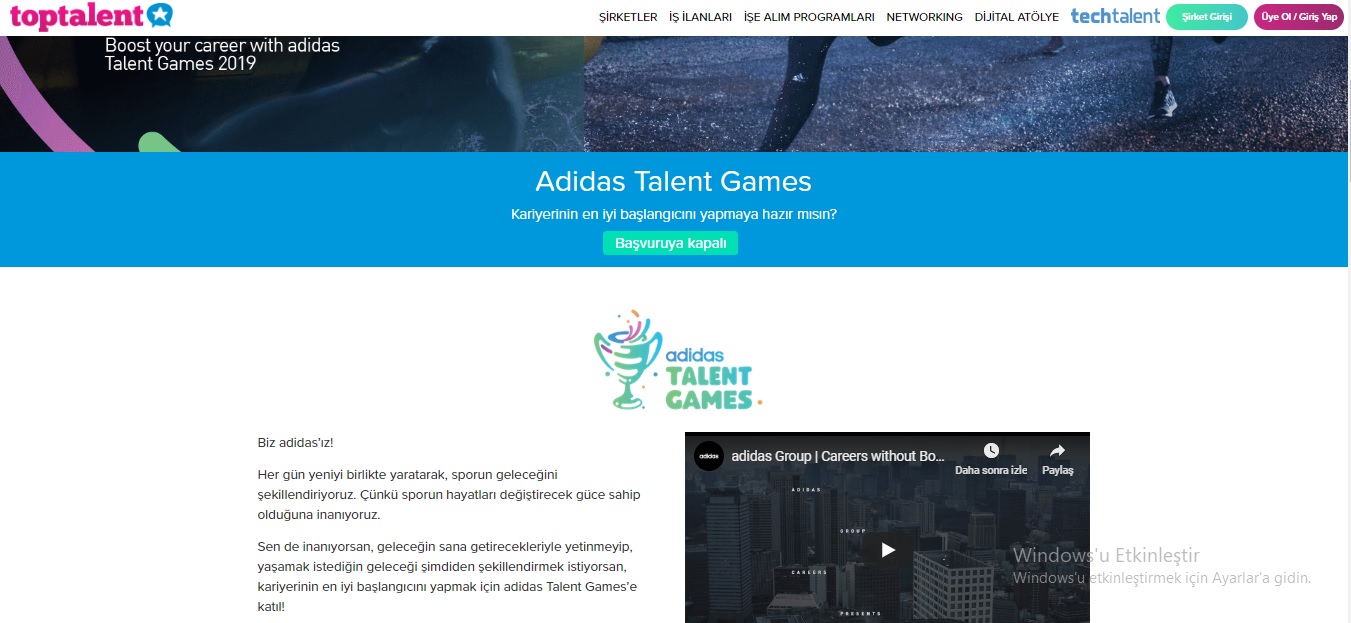 toptalent
ŞİRKETLER İŞ İLANLARI İŞE ALIM PROGRAMLARI NETWORKING DİJİTAL ATÖLYE techtalent Şirket Girişi Üye Ol / Giriş Yap
Boost your career with adidas
Talent Games 2019
Adidas Talent Games
Kariyerinin en iyi başlangıcını yapmaya hazır mısın?
Başvuruya kapalı
adidas
TALENT
GAMES
Biz adidas'ız!
Her gün yeniyi birlikte yaratarak, sporun geleceğini
şekillendiriyoruz. Çünkü sporun hayatları değiştirecek güce sahip
olduğuna inanıyoruz.
Sen de inanıyorsan, geleceğin sana getirecekleriyle yetinmeyip,
yaşamak istediğin geleceği şimdiden şekillendirmek istiyorsan,
kariyerinin en iyi başlangıcını yapmak için adidas Talent Games'e
katıl!
adidas
adidas Group | Careers without Bo...
Daha sonra izle
Paylaş
ADIDAS
GROUP
CAREERS
PRESENTS
Windows'u Etkinleştir
Windows'u etkinleştirmek için Ayarlar'a gidin.